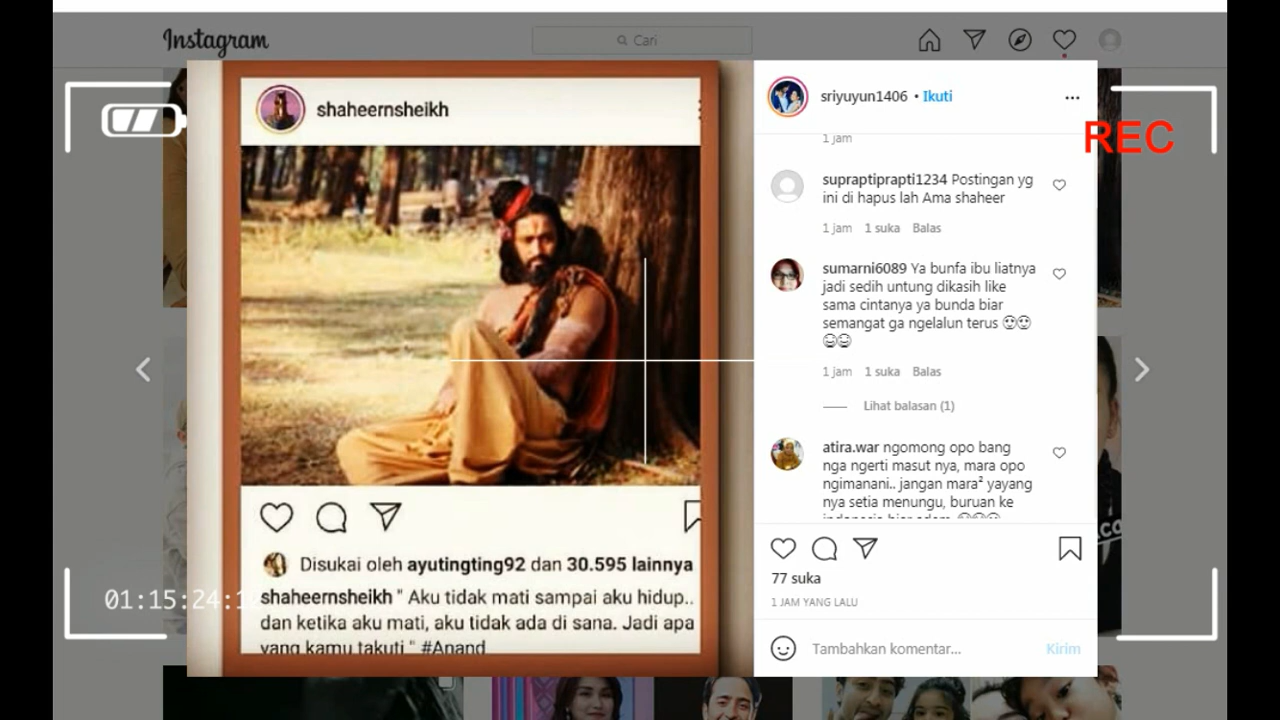 Instagram
Cari
shaheernsheikh
sriyuyun1406 • Ikuti
REC
1 jam
supraptiprapti1234 Postingan yg
ini di hapus lah Ama shaheer
1 jam 1 suka Balas
sumarni6089 Ya bunfa ibu liatnya
jadi sedih untung dikasih like
sama cintanya ya bunda biar
semangat ga ngelalun terus
1 jam 1 suka Balas
Lihat balasan (1)
atira.war ngomong opo bang
nga ngerti masut nya, mara opo
ngimanani.. jangan mara² yayang
nya setia menungu, buruan ke
Disukai oleh ayutingting92 dan 30.595 lainnya
shaheernsheikh " Aku tidak mati sampai aku hidup..
dan ketika aku mati, aku tidak ada di sana. Jadi apa
yang kamu takuti " #Anand
77 suka
1 JAM YANG LALU
Tambahkan komentar... Kirim
01:15:24: